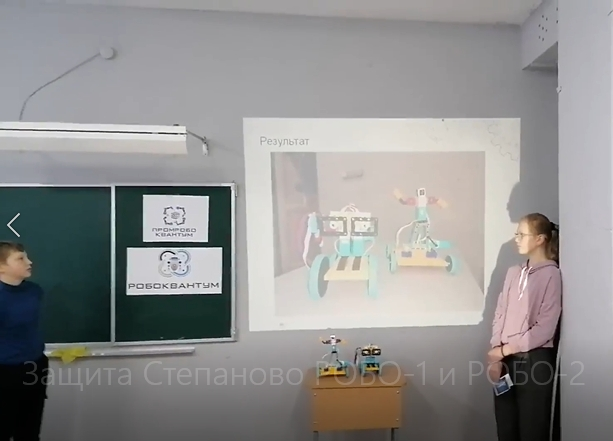 Результат
ПРОМРОБО
КВАНТУМ
РОБОКВАНТУМ
Защита Степаново РОБО-1 и РОБО-2